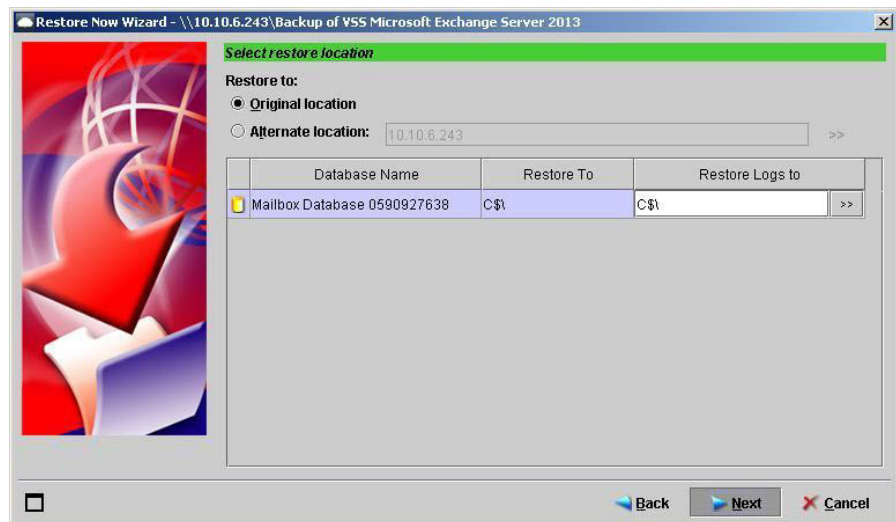 Restore Now Wizard - \\10.10.6.243\Backup of VSS Microsoft Exchange Server 2013
Select restore location
Restore to:
Original location
Alternate location: 10.10.6.243 >>
Database Name Restore To Restore Logs to
Mailbox Database 0590927638 C$\ C$\ >>
Back Next Cancel